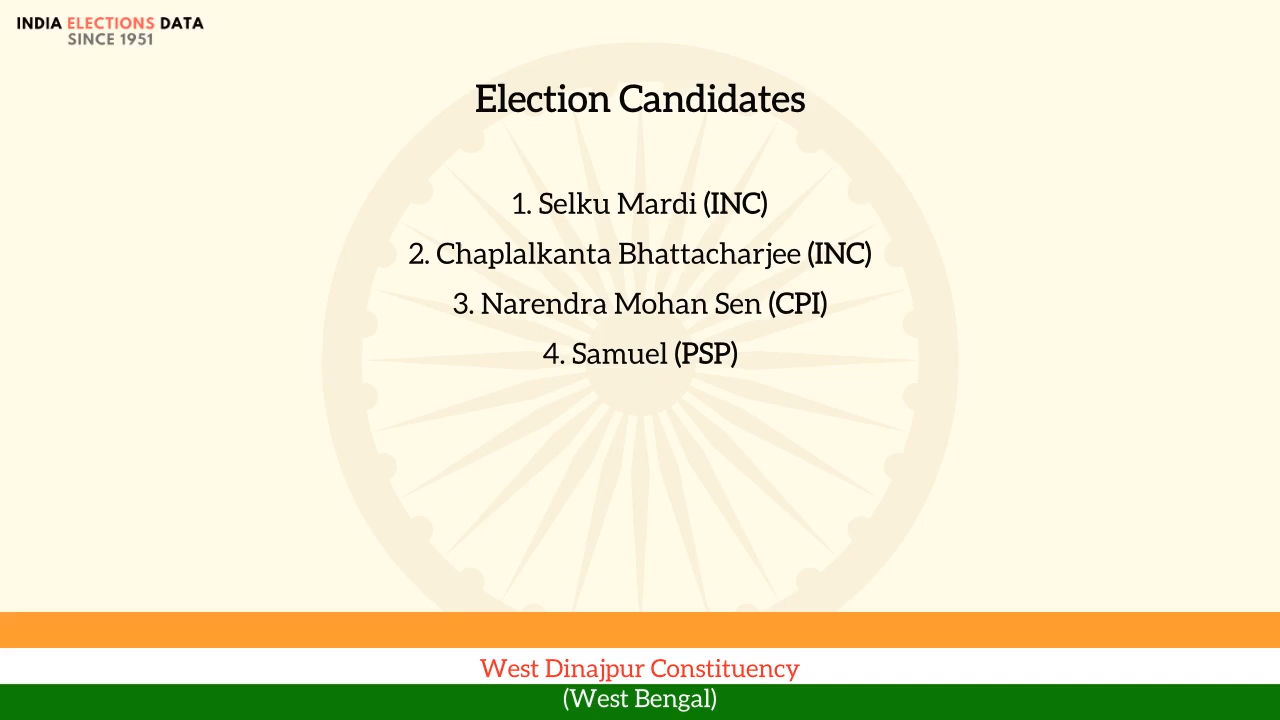 INDIA ELECTIONS DATA
SINCE 1951
Election Candidates
1. Selku Mardi (INC)
2. Chaplalkanta Bhattacharjee (INC)
3. Narendra Mohan Sen (CPI)
4. Samuel (PSP)
West Dinajpur Constituency
(West Bengal)